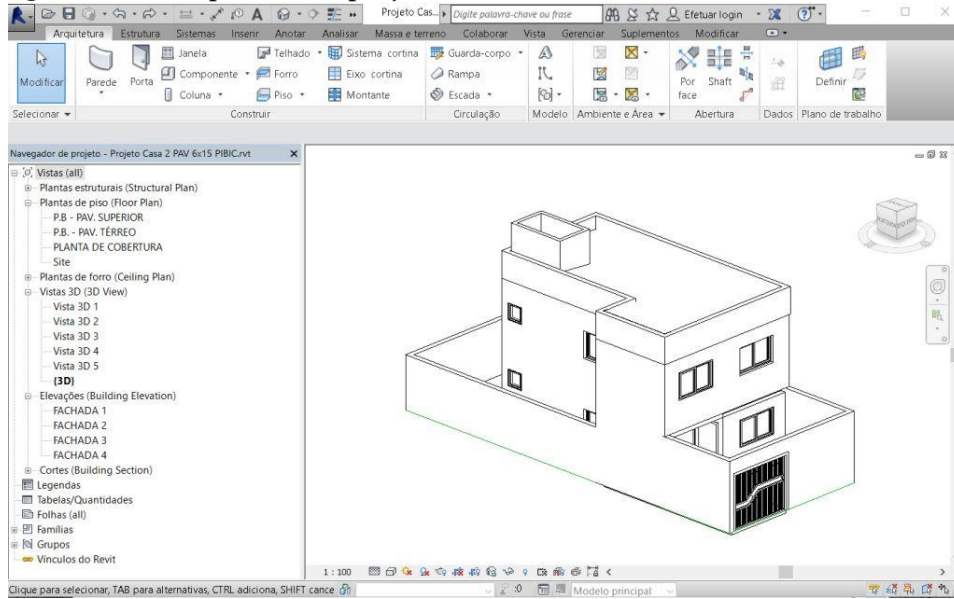 Projeto Cas...
Digite palavra-chave ou frase
Efetuar login
Arquitetura Estrutura Sistemas Inserir Anotar Analisar Massa e terreno Colaborar Vista Gerenciar Suplementos Modificar
Modificar
Parede
Porta
Janela
Componente
Coluna
Telhado
Forro
Piso
Sistema cortina
Eixo cortina
Montante
Guarda-corpo
Rampa
Escada
Por face
Shaft
Definir
Selecionar
Construir
Circulação
Modelo
Ambiente e Área
Abertura
Dados
Plano de trabalho
Navegador de projeto - Projeto Casa 2 PAV 6x15 PIBIC.rvt
Vistas (all)
Plantas estruturais (Structural Plan)
Plantas de piso (Floor Plan)
P.B - PAV. SUPERIOR
P.B. - PAV. TÉRREO
PLANTA DE COBERTURA
Site
Plantas de forro (Ceiling Plan)
Vistas 3D (3D View)
Vista 3D 1
Vista 3D 2
Vista 3D 3
Vista 3D 4
Vista 3D 5
{3D}
Elevações (Building Elevation)
FACHADA 1
FACHADA 2
FACHADA 3
FACHADA 4
Cortes (Building Section)
Legendas
Tabelas/Quantidades
Folhas (all)
Famílias
Grupos
Vínculos do Revit
1 : 100
Clique para selecionar, TAB para alternativas, CTRL adiciona, SHIFT cance
:0
Modelo principal